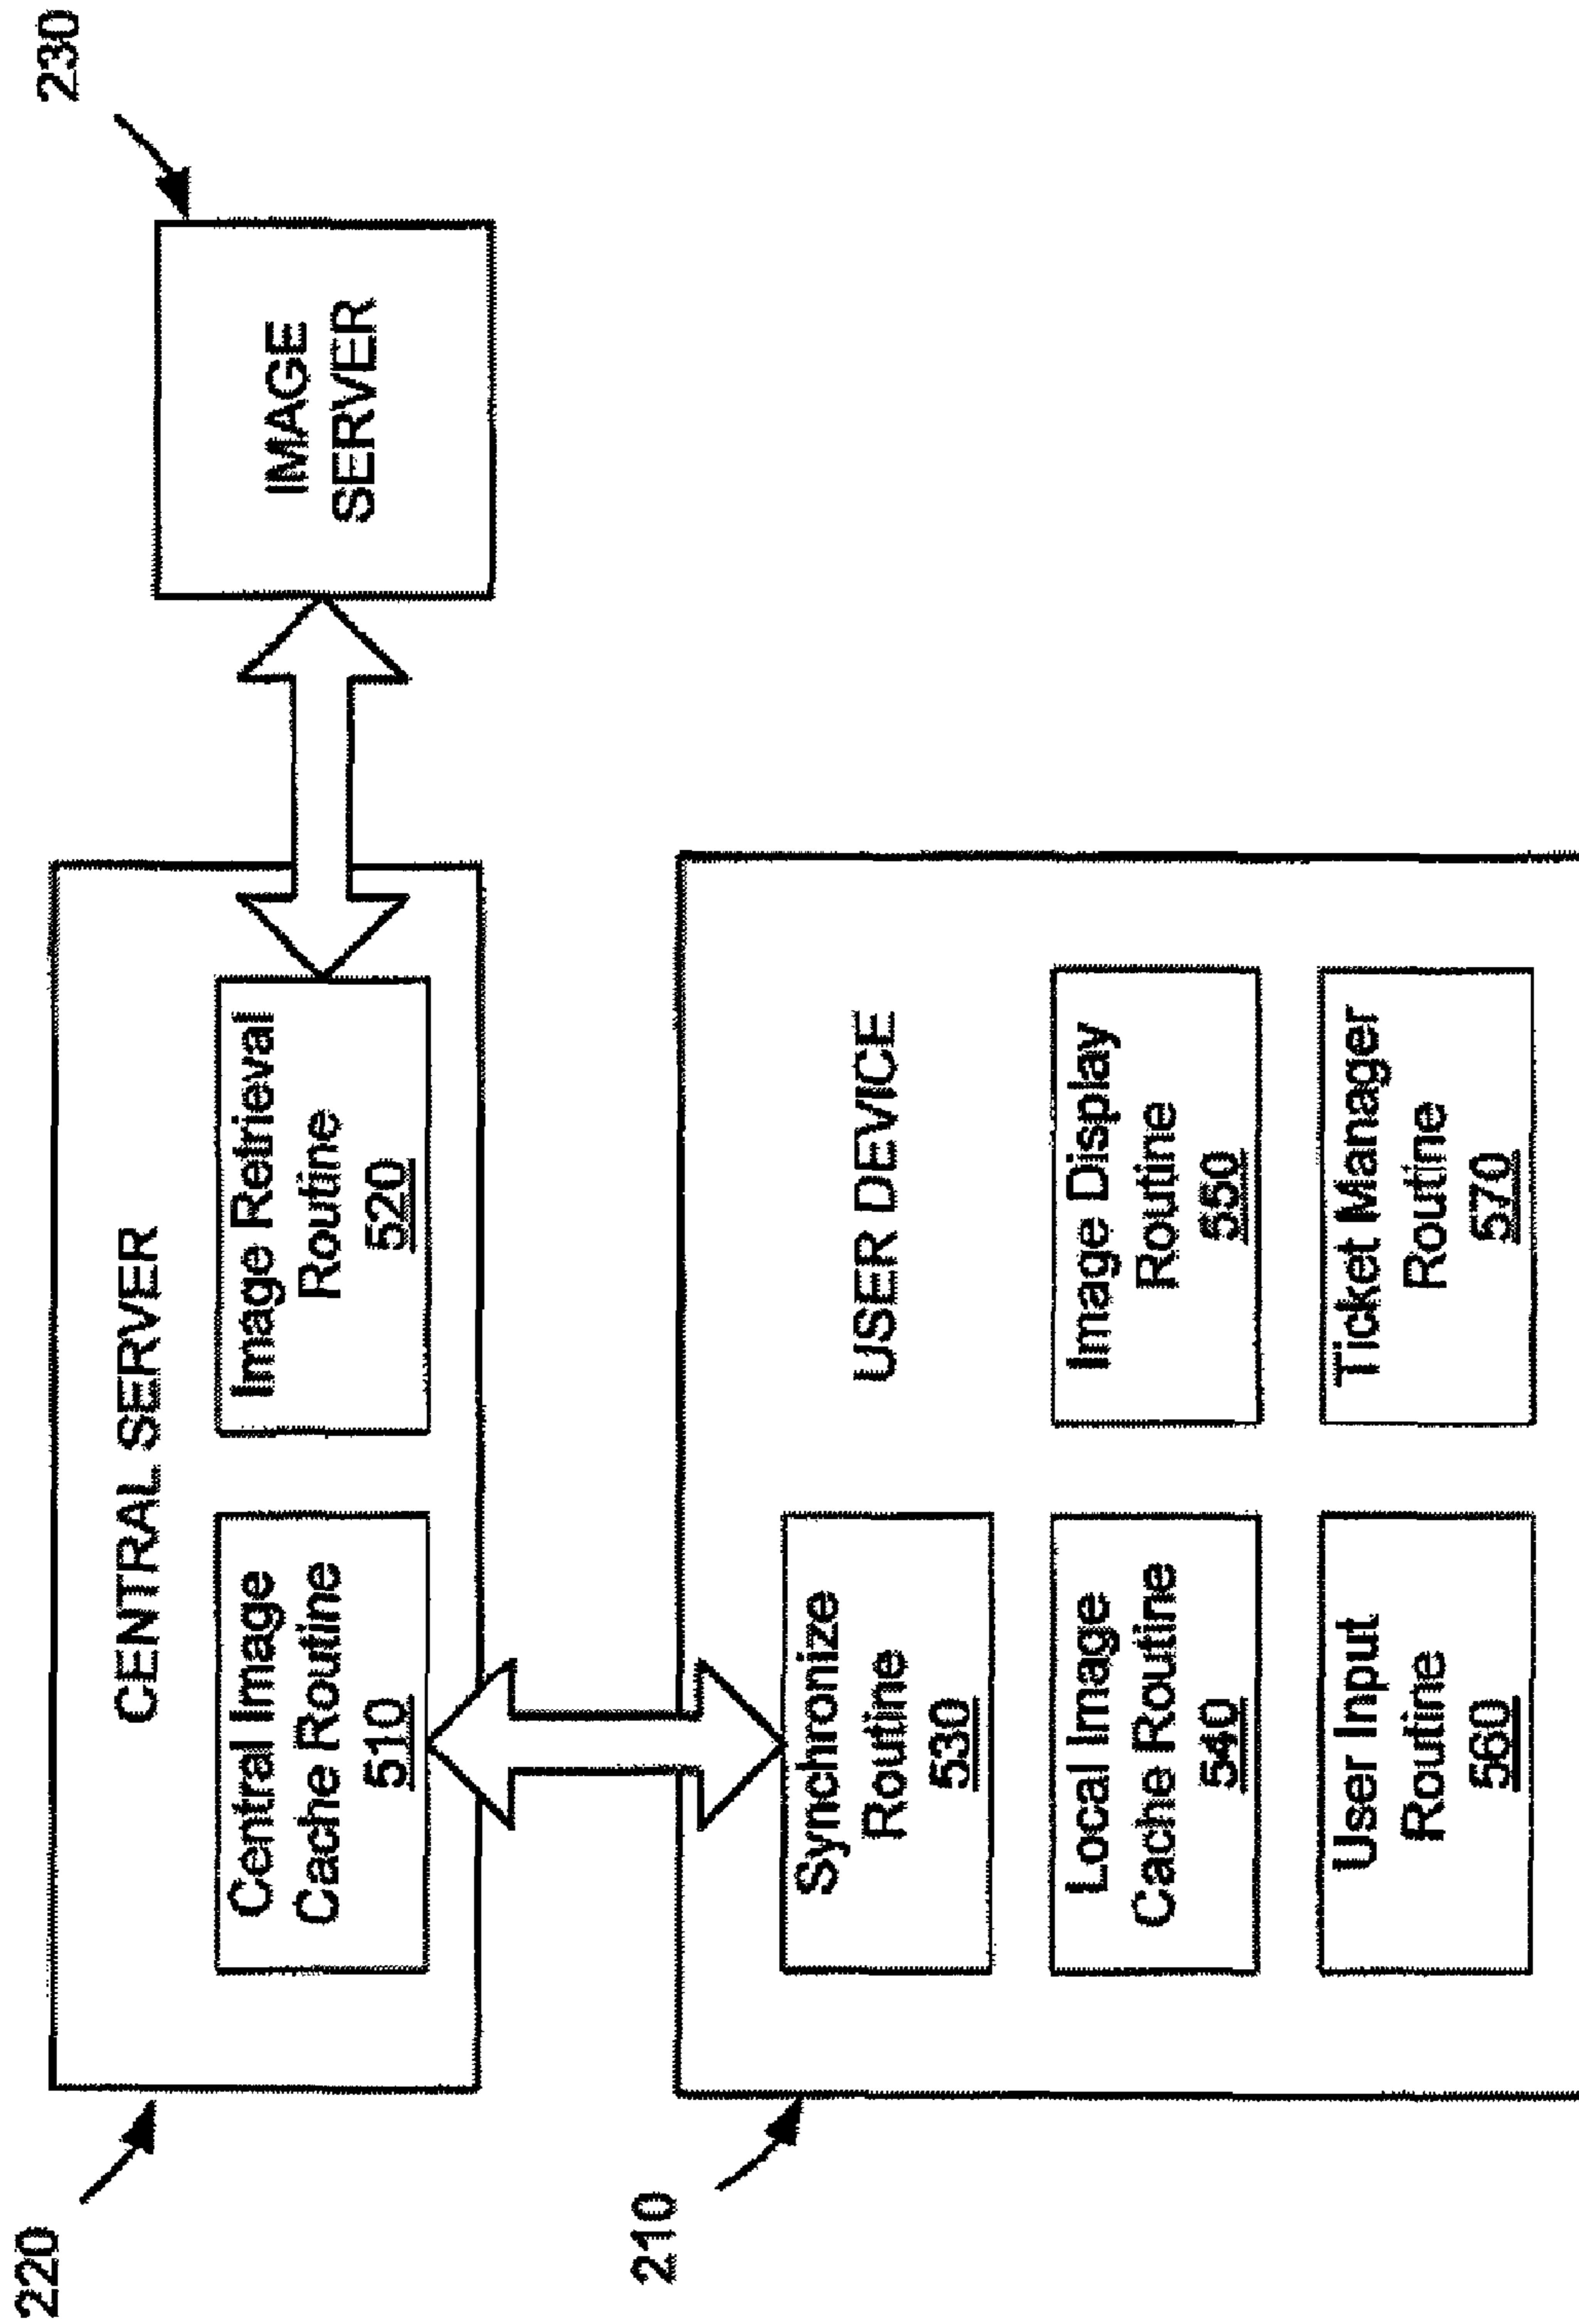 220
CENTRAL SERVER
Central Image
Cache Routine
510
Image Retrieval
Routine
520
230
IMAGE
SERVER
210
USER DEVICE
Synchronize
Routine
530
Local Image
Cache Routine
540
Image Display
Routine
550
User Input
Routine
560
Ticket Manager
Routine
570